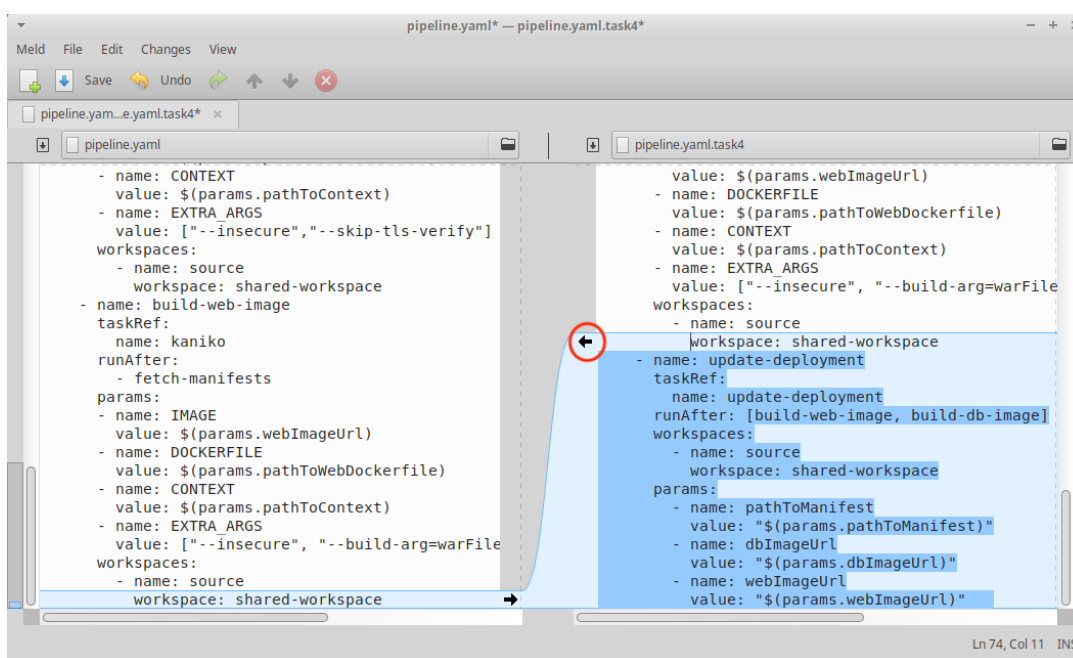 pipeline.yaml* — pipeline.yaml.task4*
Meld File Edit Changes View
Save Undo
pipeline.yam...e.yaml.task4*
pipeline.yaml
- name: CONTEXT
value: $(params.pathToContext)
- name: EXTRA_ARGS
value: ["--insecure","--skip-tls-verify"]
workspaces:
- name: source
workspace: shared-workspace
- name: build-web-image
taskRef:
name: kaniko
runAfter:
- fetch-manifests
params:
- name: IMAGE
value: $(params.webImageUrl)
- name: DOCKERFILE
value: $(params.pathToWebDockerfile)
- name: CONTEXT
value: $(params.pathToContext)
- name: EXTRA_ARGS
value: ["--insecure", "--build-arg=warFile
workspaces:
- name: source
workspace: shared-workspace
pipeline.yaml.task4
value: $(params.webImageUrl)
- name: DOCKERFILE
value: $(params.pathToWebDockerfile)
- name: CONTEXT
value: $(params.pathToContext)
- name: EXTRA_ARGS
value: ["--insecure", "--build-arg=warFile
workspaces:
- name: source
workspace: shared-workspace
- name: update-deployment
taskRef:
name: update-deployment
runAfter: [build-web-image, build-db-image]
workspaces:
- name: source
workspace: shared-workspace
params:
- name: pathToManifest
value: "$(params.pathToManifest)"
- name: dbImageUrl
value: "$(params.dbImageUrl)"
- name: webImageUrl
value: "$(params.webImageUrl)"
Ln 74, Col 11